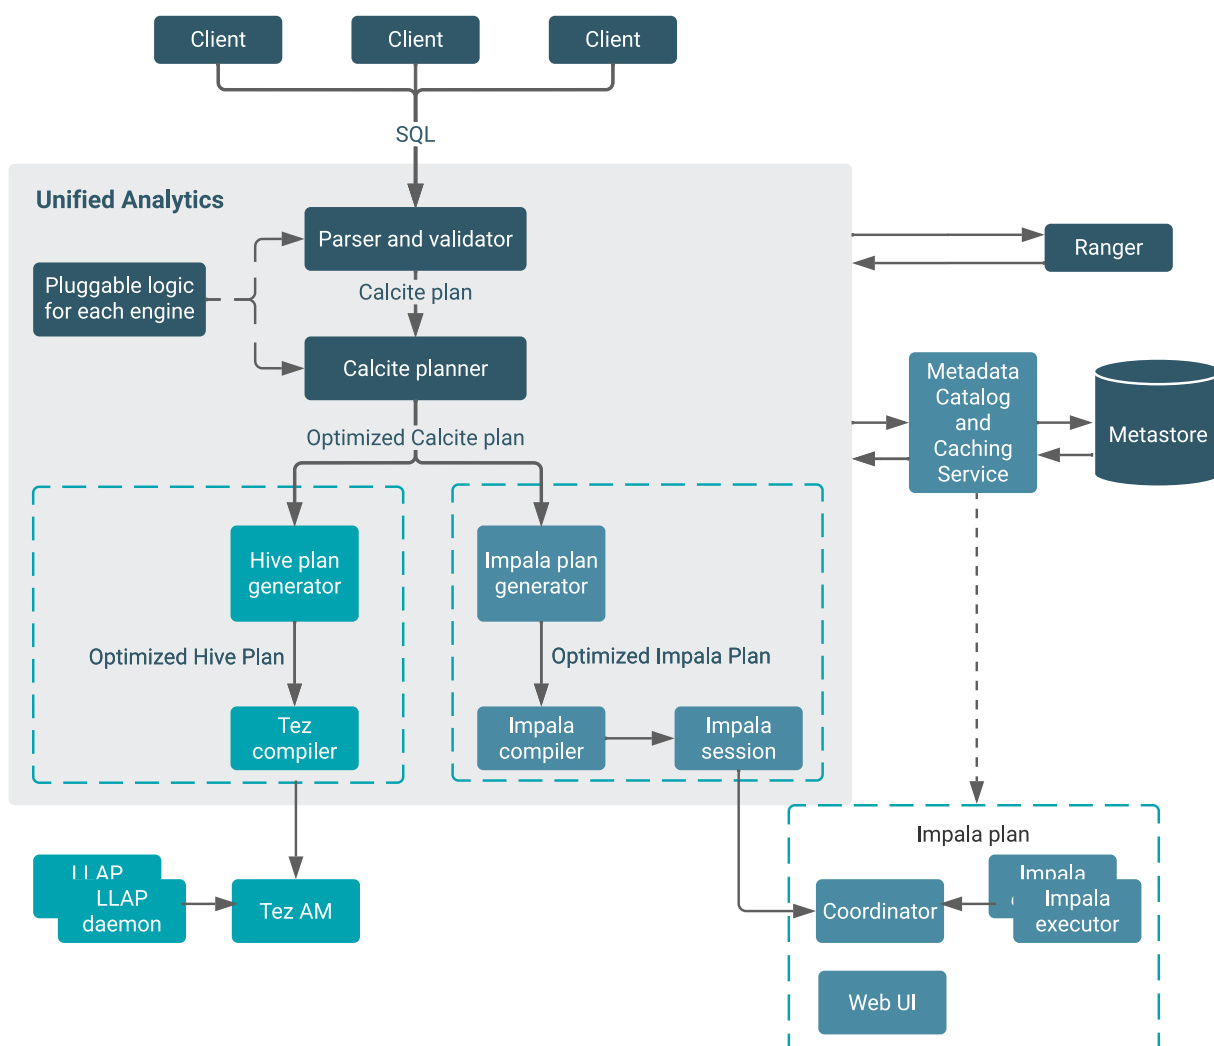 Client
Client
Client
SQL
Unified Analytics
Parser and validator
Ranger
Pluggable logic
for each engine
Calcite plan
Calcite planner
Metadata
Catalog
and
Caching
Service
Metastore
Optimized Calcite plan
Hive plan
generator
Impala plan
generator
Optimized Hive Plan
Optimized Impala Plan
Tez
compiler
Impala
compiler
Impala
session
Impala plan
LLAP
LLAP
daemon
Tez AM
Coordinator
Impala
Impala
executor
Web UI